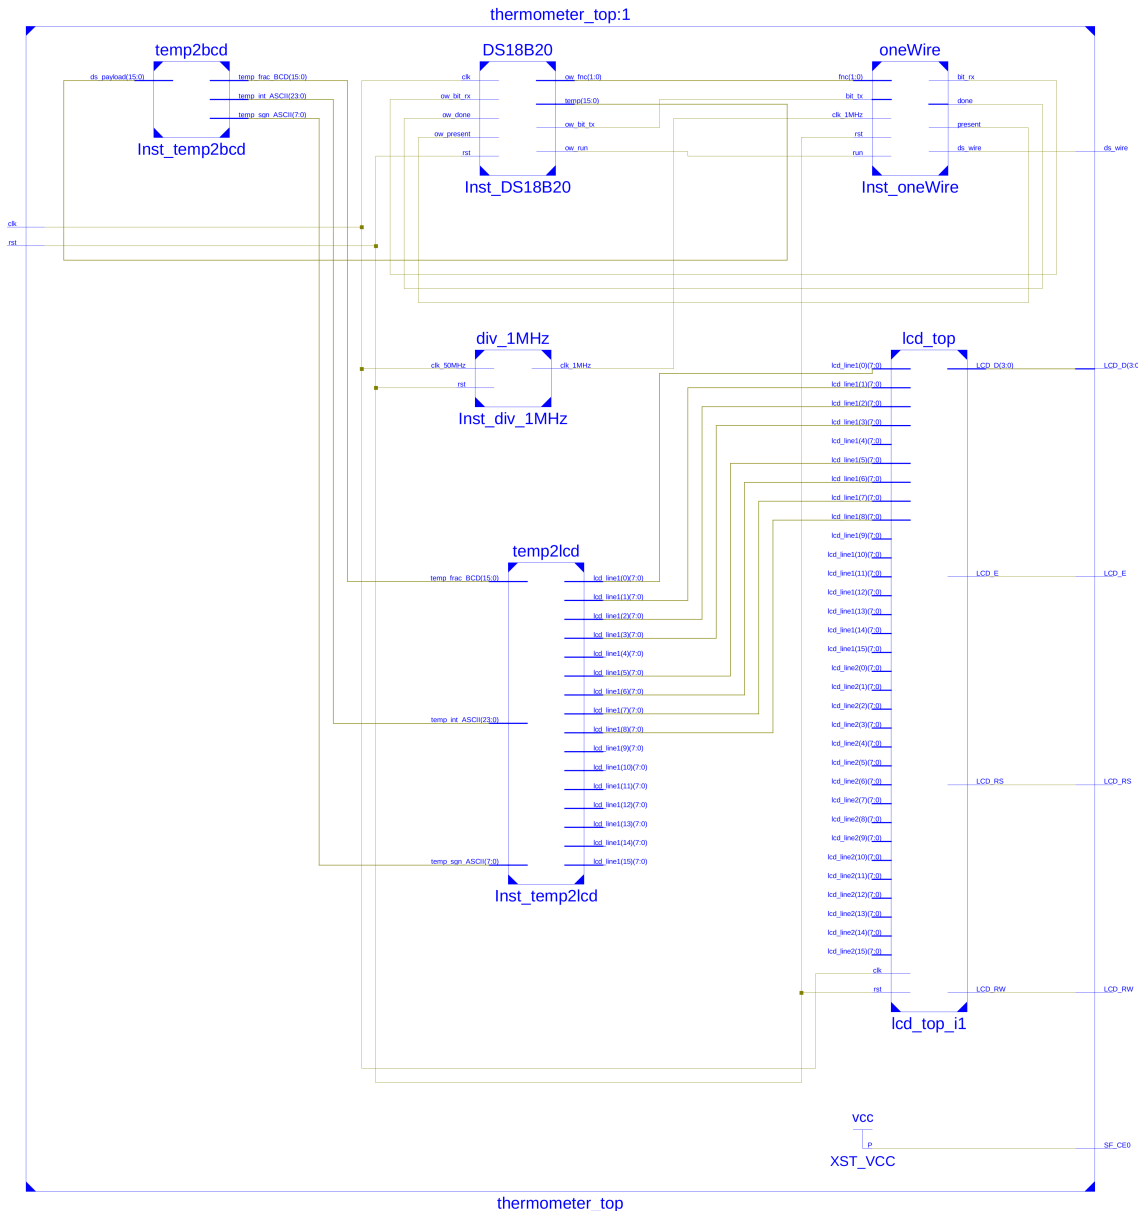 thermometer_top:1
temp2bcd
ds_payload(15:0)
temp_frac_BCD(15:0)
temp_int_ASCII(23:0)
temp_sgn_ASCII(7:0)
Inst_temp2bcd
DS18B20
clk
ow_bit_rx
ow_done
ow_present
rst
ow_fnc(1:0)
temp(15:0)
ow_bit_tx
ow_run
Inst_DS18B20
oneWire
fnc(1:0)
bit_tx
clk_1MHz
rst
run
bit_rx
done
present
ds_wire
Inst_oneWire
ds_wire
clk
rst
div_1MHz
clk_50MHz
rst
clk_1MHz
Inst_div_1MHz
temp2lcd
temp_frac_BCD(15:0)
temp_int_ASCII(23:0)
temp_sgn_ASCII(7:0)
lcd_line1(0)(7:0)
lcd_line1(1)(7:0)
lcd_line1(2)(7:0)
lcd_line1(3)(7:0)
lcd_line1(4)(7:0)
lcd_line1(5)(7:0)
lcd_line1(6)(7:0)
lcd_line1(7)(7:0)
lcd_line1(8)(7:0)
lcd_line1(9)(7:0)
lcd_line1(10)(7:0)
lcd_line1(11)(7:0)
lcd_line1(12)(7:0)
lcd_line1(13)(7:0)
lcd_line1(14)(7:0)
lcd_line1(15)(7:0)
Inst_temp2lcd
lcd_top
lcd_line1(0)(7:0)
lcd_line1(1)(7:0)
lcd_line1(2)(7:0)
lcd_line1(3)(7:0)
lcd_line1(4)(7:0)
lcd_line1(5)(7:0)
lcd_line1(6)(7:0)
lcd_line1(7)(7:0)
lcd_line1(8)(7:0)
lcd_line1(9)(7:0)
lcd_line1(10)(7:0)
lcd_line1(11)(7:0)
lcd_line1(12)(7:0)
lcd_line1(13)(7:0)
lcd_line1(14)(7:0)
lcd_line1(15)(7:0)
lcd_line2(0)(7:0)
lcd_line2(1)(7:0)
lcd_line2(2)(7:0)
lcd_line2(3)(7:0)
lcd_line2(4)(7:0)
lcd_line2(5)(7:0)
lcd_line2(6)(7:0)
lcd_line2(7)(7:0)
lcd_line2(8)(7:0)
lcd_line2(9)(7:0)
lcd_line2(10)(7:0)
lcd_line2(11)(7:0)
lcd_line2(12)(7:0)
lcd_line2(13)(7:0)
lcd_line2(14)(7:0)
lcd_line2(15)(7:0)
clk
rst
LCD_D(3:0)
LCD_E
LCD_RS
LCD_RW
lcd_top_i1
LCD_D(3:0
LCD_E
LCD_RS
LCD_RW
vcc
P
XST_VCC
SF_CE0
thermometer_top